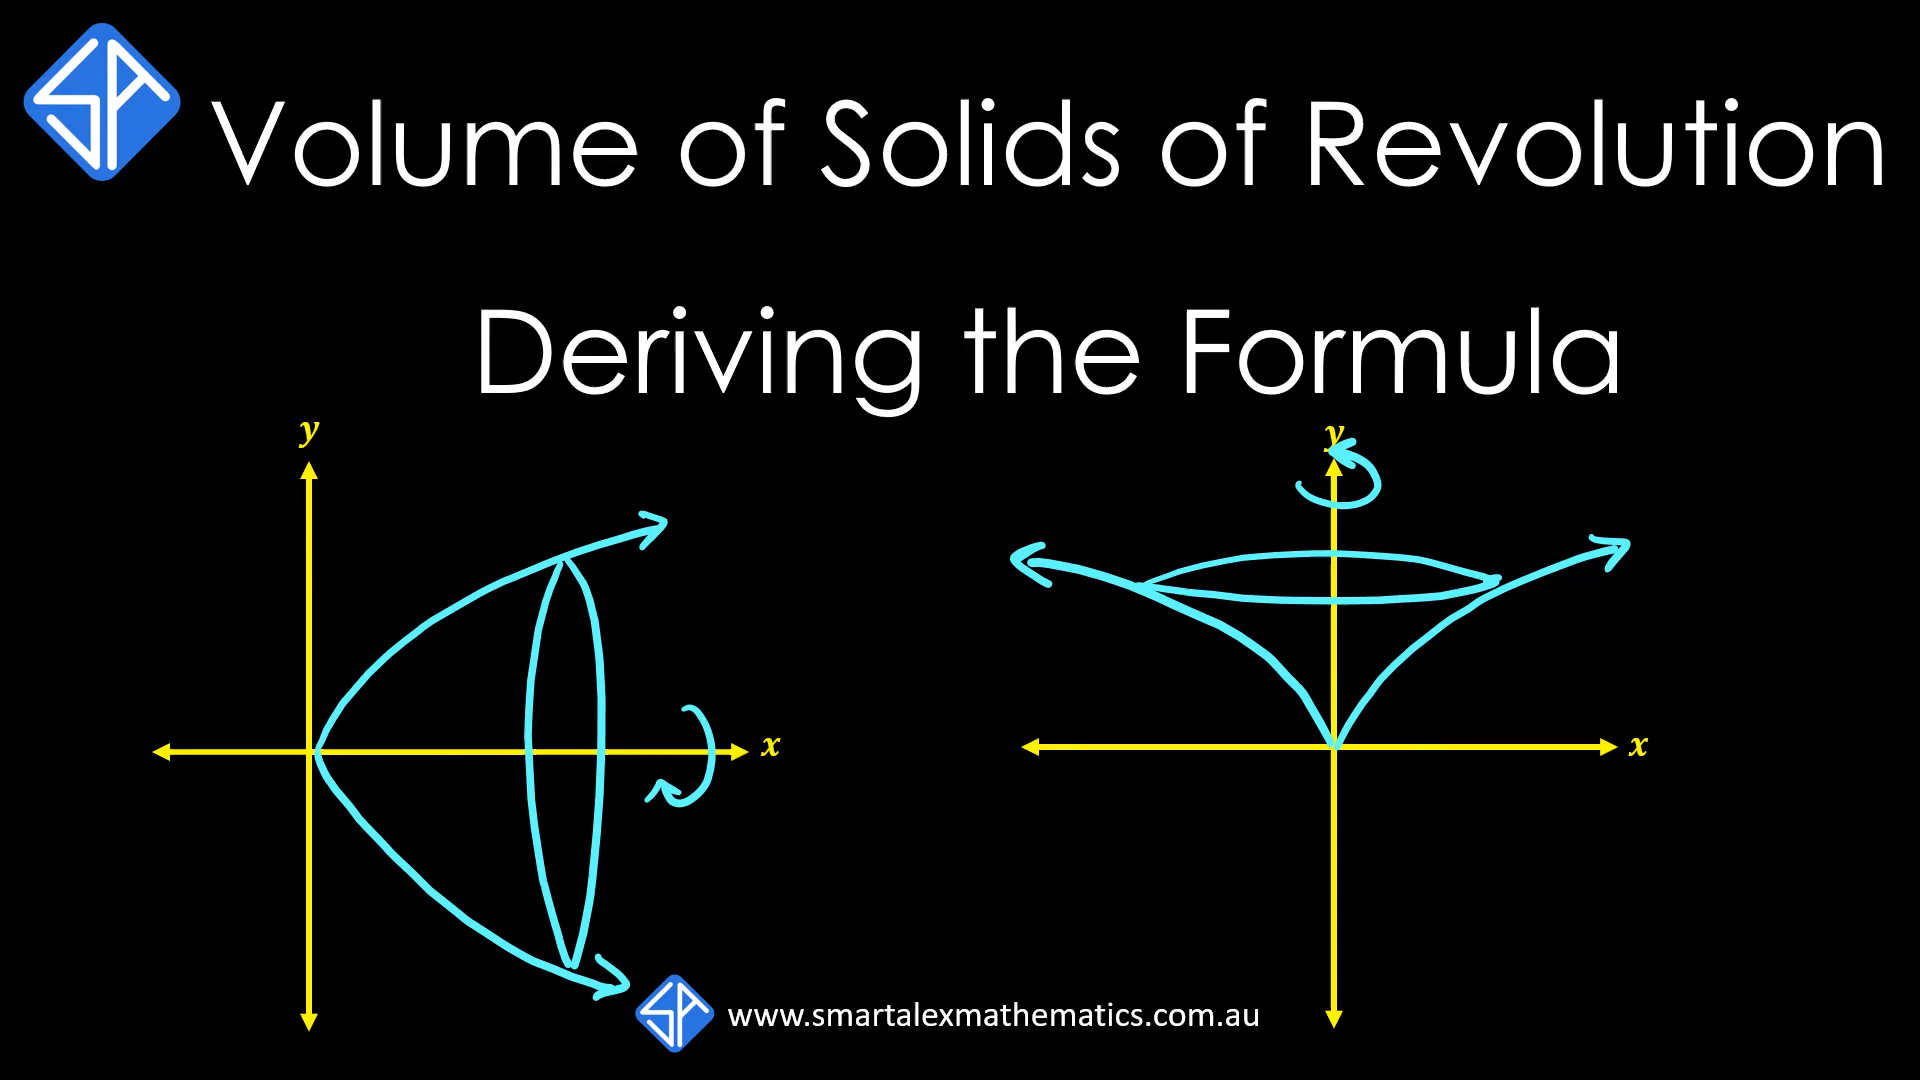 Volume of Solids of Revolution
Deriving the Formula
y
y
x
x
www.smartalexmathematics.com.au